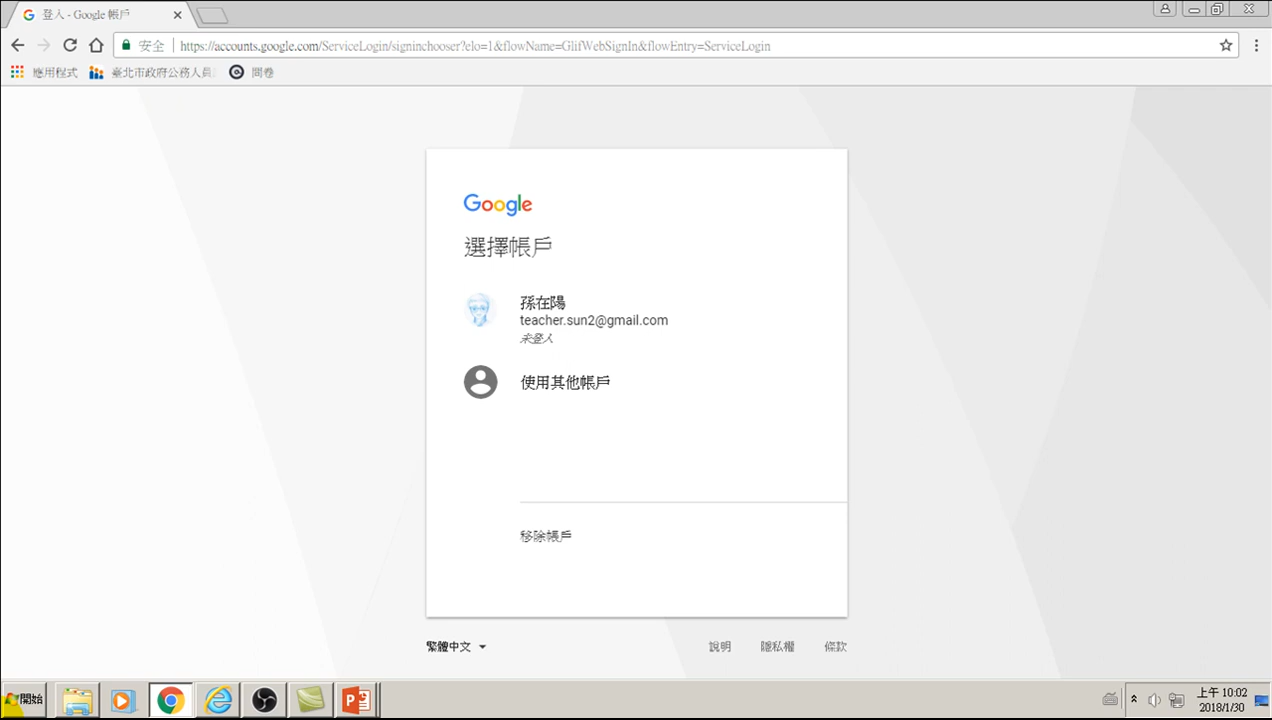 登入 - Google 帳戶
安全
https://accounts.google.com/ServiceLogin/signinchooser?elo=1&flowName=GlifWebSignIn&flowEntry=ServiceLogin
應用程式 臺北市政府公務人員 問卷
Google
選擇帳戶
孫在陽
teacher.sun2@gmail.com
未登入
使用其他帳戶
移除帳戶
繁體中文 說明 隱私權 條款
開始
上午 10:02
2018/1/30